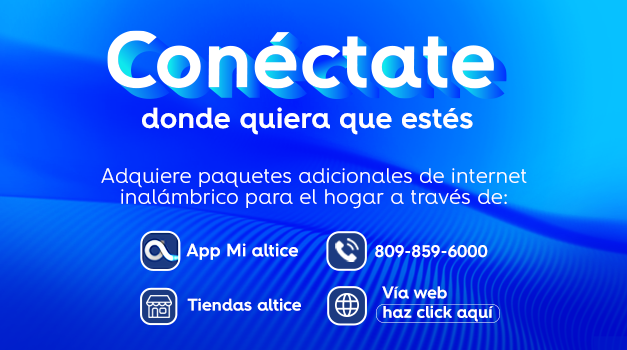 Conéctate
donde quiera que estés
Adquiere paquetes adicionales de internet
inalámbrico para el hogar a través de:
App Mi altice
809-859-6000
Tiendas altice
Vía web
haz click aquí